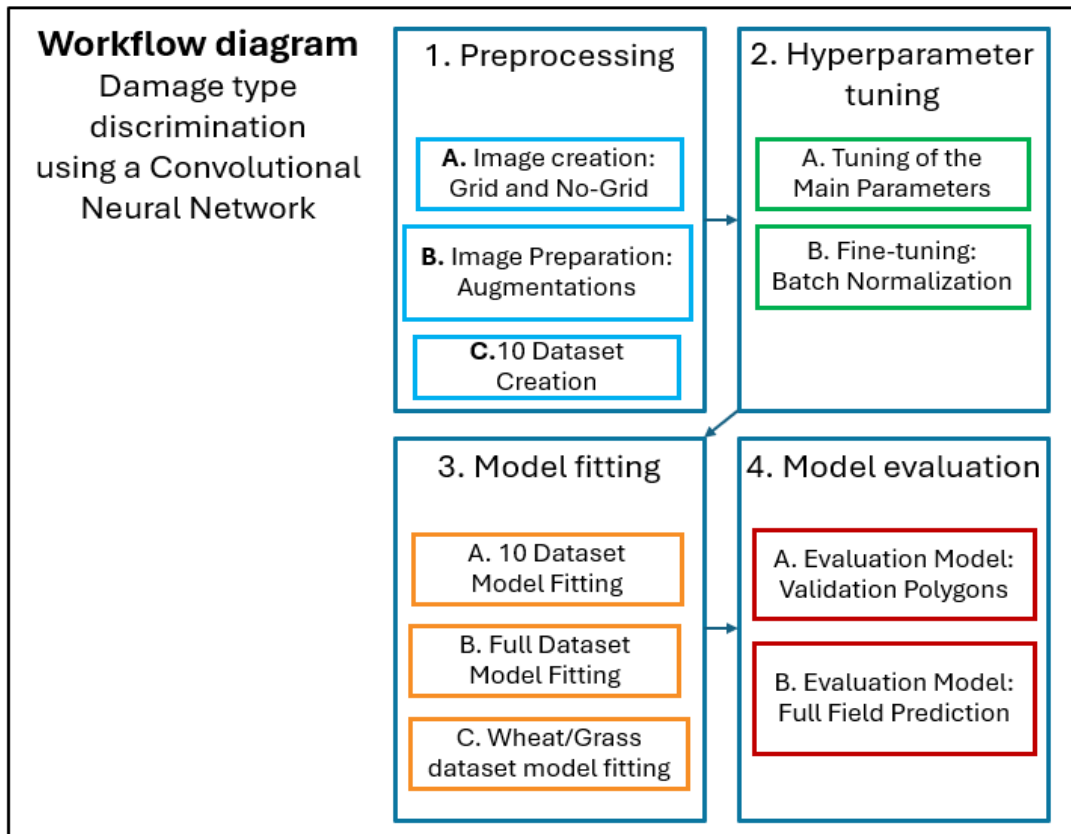 Workflow diagram
Damage type
discrimination
using a Convolutional
Neural Network
1. Preprocessing
A. Image creation:
Grid and No-Grid
B. Image Preparation:
Augmentations
C.10 Dataset
Creation
2. Hyperparameter
tuning
A. Tuning of the
Main Parameters
B. Fine-tuning:
Batch Normalization
3. Model fitting
A. 10 Dataset
Model Fitting
B. Full Dataset
Model Fitting
C. Wheat/Grass
dataset model fitting
4. Model evaluation
A. Evaluation Model:
Validation Polygons
B. Evaluation Model:
Full Field Prediction